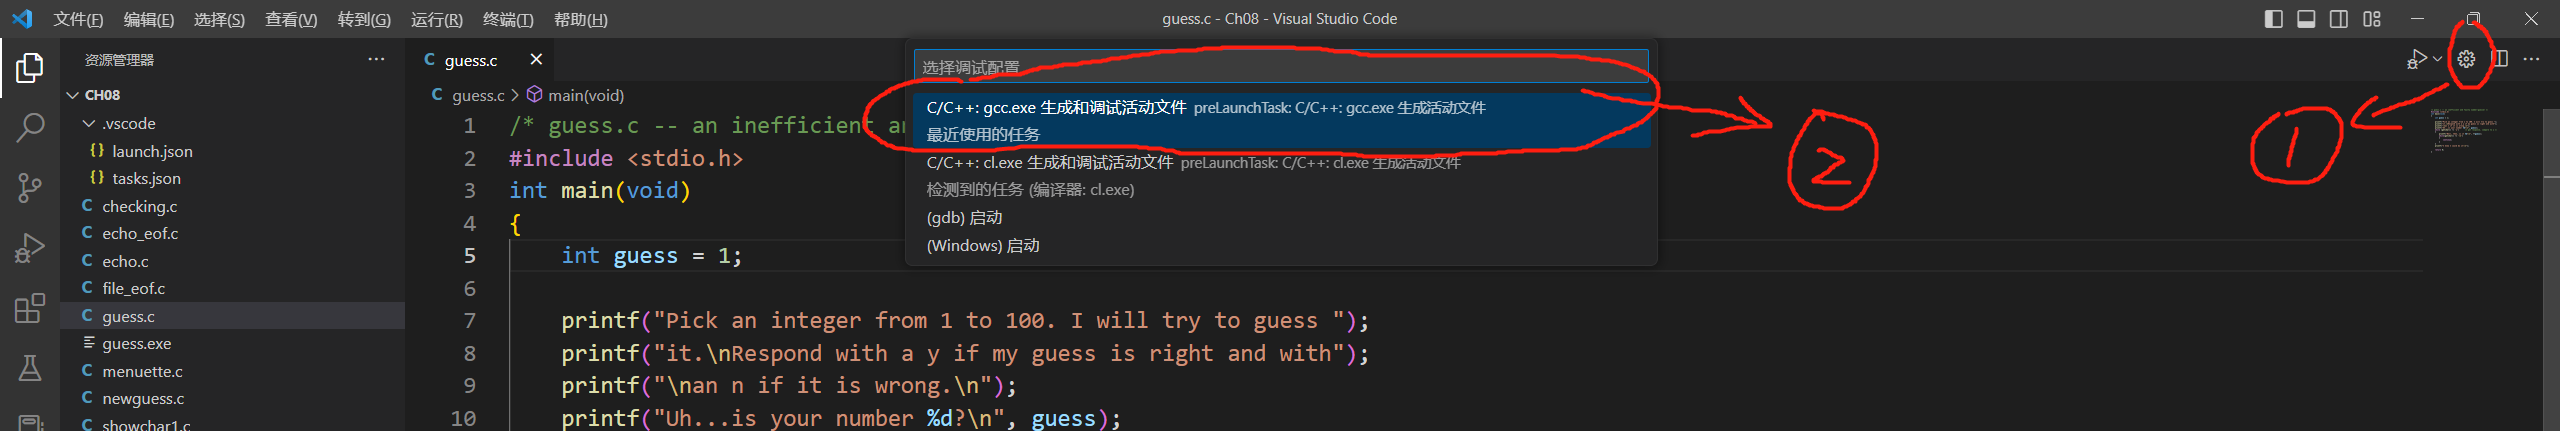 文件(F) 编辑(E) 选择(S) 查看(V) 转到(G) 运行(R) 终端(T) 帮助(H) guess.c - Ch08 - Visual Studio Code
资源管理器 ...
CH08
.vscode
{} launch.json
{} tasks.json
C checking.c
C echo_eof.c
C echo.c
C file_eof.c
C guess.c
guess.exe
C menuette.c
C newguess.c
C showchar1.c
C guess.c
C guess.c > main(void)
选择调试配置
C/C++: gcc.exe 生成和调试活动文件 preLaunchTask: C/C++: gcc.exe 生成活动文件
最近使用的任务
C/C++: cl.exe 生成和调试活动文件 preLaunchTask: C/C++: cl.exe 生成活动文件
检测到的任务 (编译器: cl.exe)
(gdb) 启动
(Windows) 启动
1 /* guess.c -- an inefficient an
2 #include <stdio.h>
3 int main(void)
4 {
5 int guess = 1;
6
7 printf("Pick an integer from 1 to 100. I will try to guess ");
8 printf("it.\nRespond with a y if my guess is right and with");
9 printf("\nan n if it is wrong.\n");
10 printf("Uh...is your number %d?\n", guess);
2
1